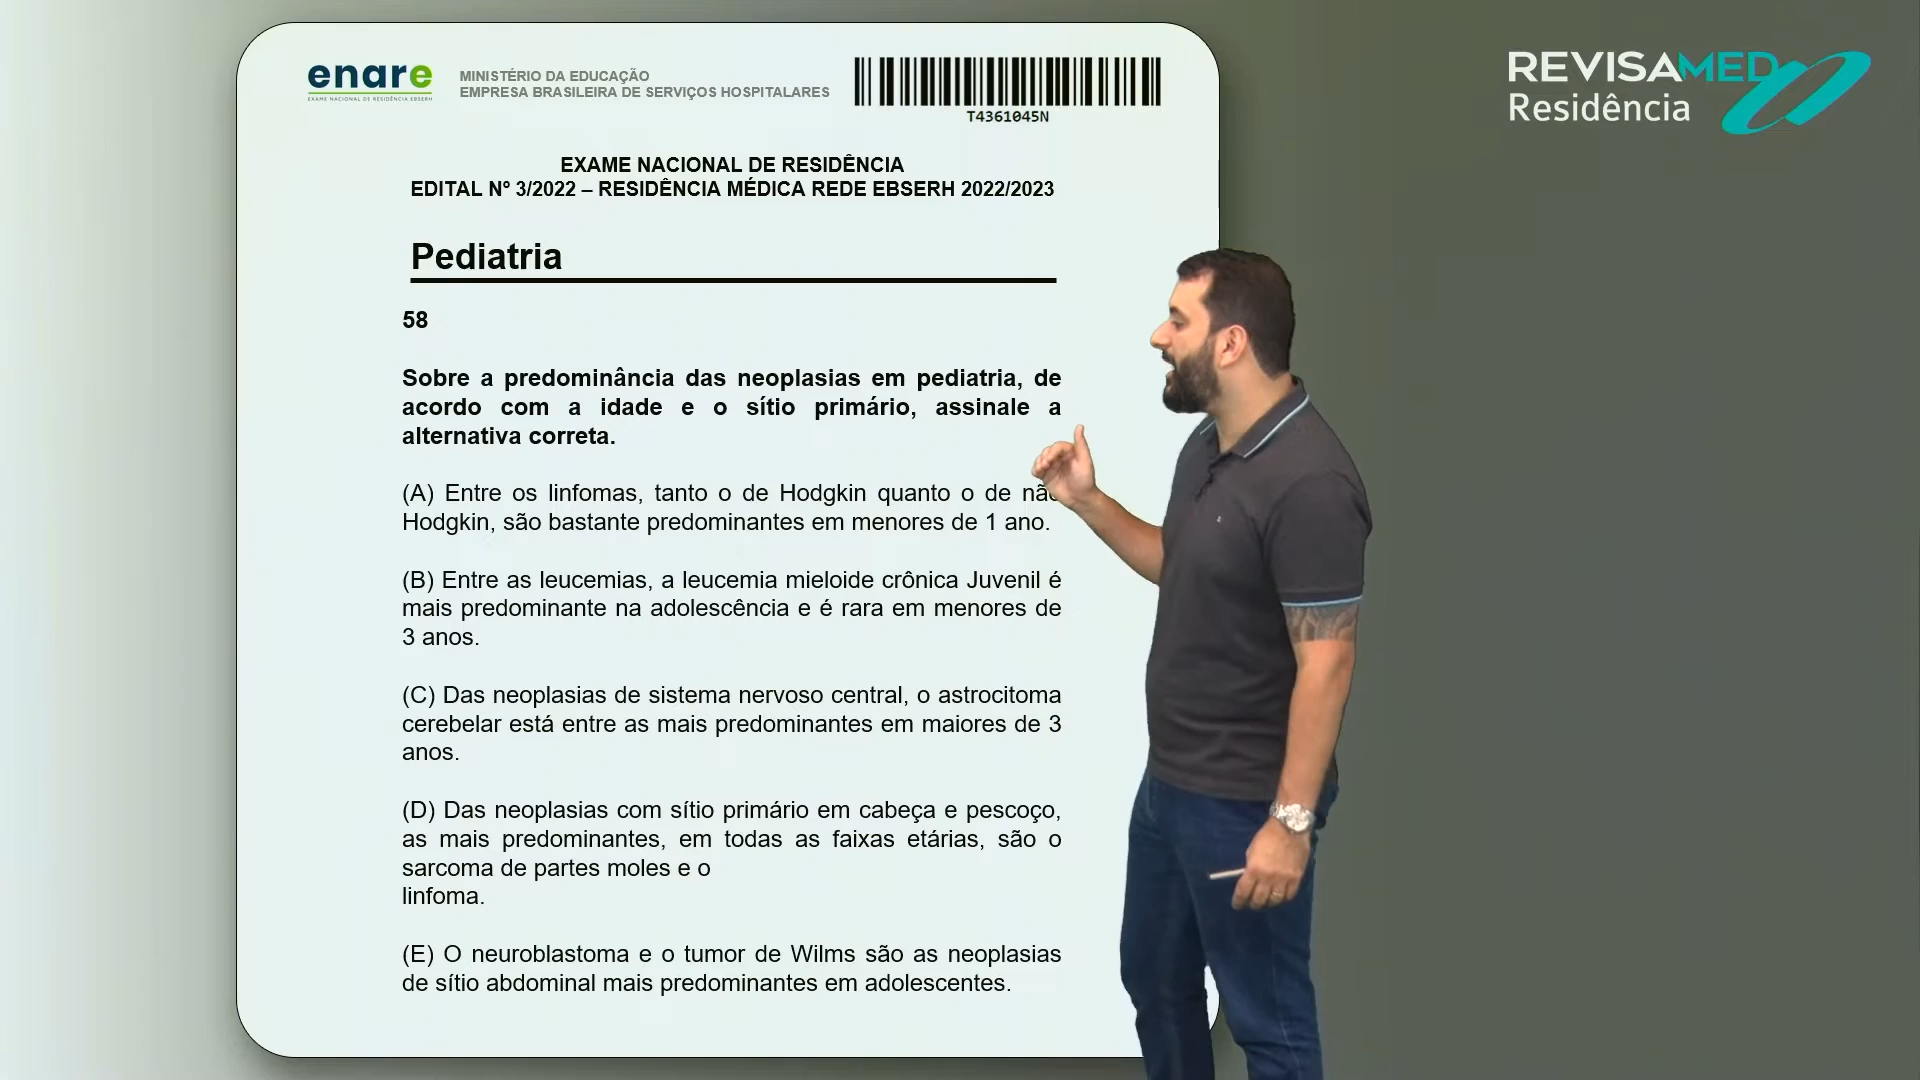 enare
EXAME NACIONAL DE RESIDÊNCIA EBSERH
MINISTÉRIO DA EDUCAÇÃO
EMPRESA BRASILEIRA DE SERVIÇOS HOSPITALARES
T4361045N
REVISAMED
Residência
EXAME NACIONAL DE RESIDÊNCIA
EDITAL Nº 3/2022 – RESIDÊNCIA MÉDICA REDE EBSERH 2022/2023
Pediatria
58
Sobre a predominância das neoplasias em pediatria, de
acordo com a idade e o sítio primário, assinale a
alternativa correta.
(A) Entre os linfomas, tanto o de Hodgkin quanto o de não
Hodgkin, são bastante predominantes em menores de 1 ano.
(B) Entre as leucemias, a leucemia mieloide crônica Juvenil é
mais predominante na adolescência e é rara em menores de
3 anos.
(C) Das neoplasias de sistema nervoso central, o astrocitoma
cerebelar está entre as mais predominantes em maiores de 3
anos.
(D) Das neoplasias com sítio primário em cabeça e pescoço,
as mais predominantes, em todas as faixas etárias, são o
sarcoma de partes moles e o
linfoma.
(E) O neuroblastoma e o tumor de Wilms são as neoplasias
de sítio abdominal mais predominantes em adolescentes.